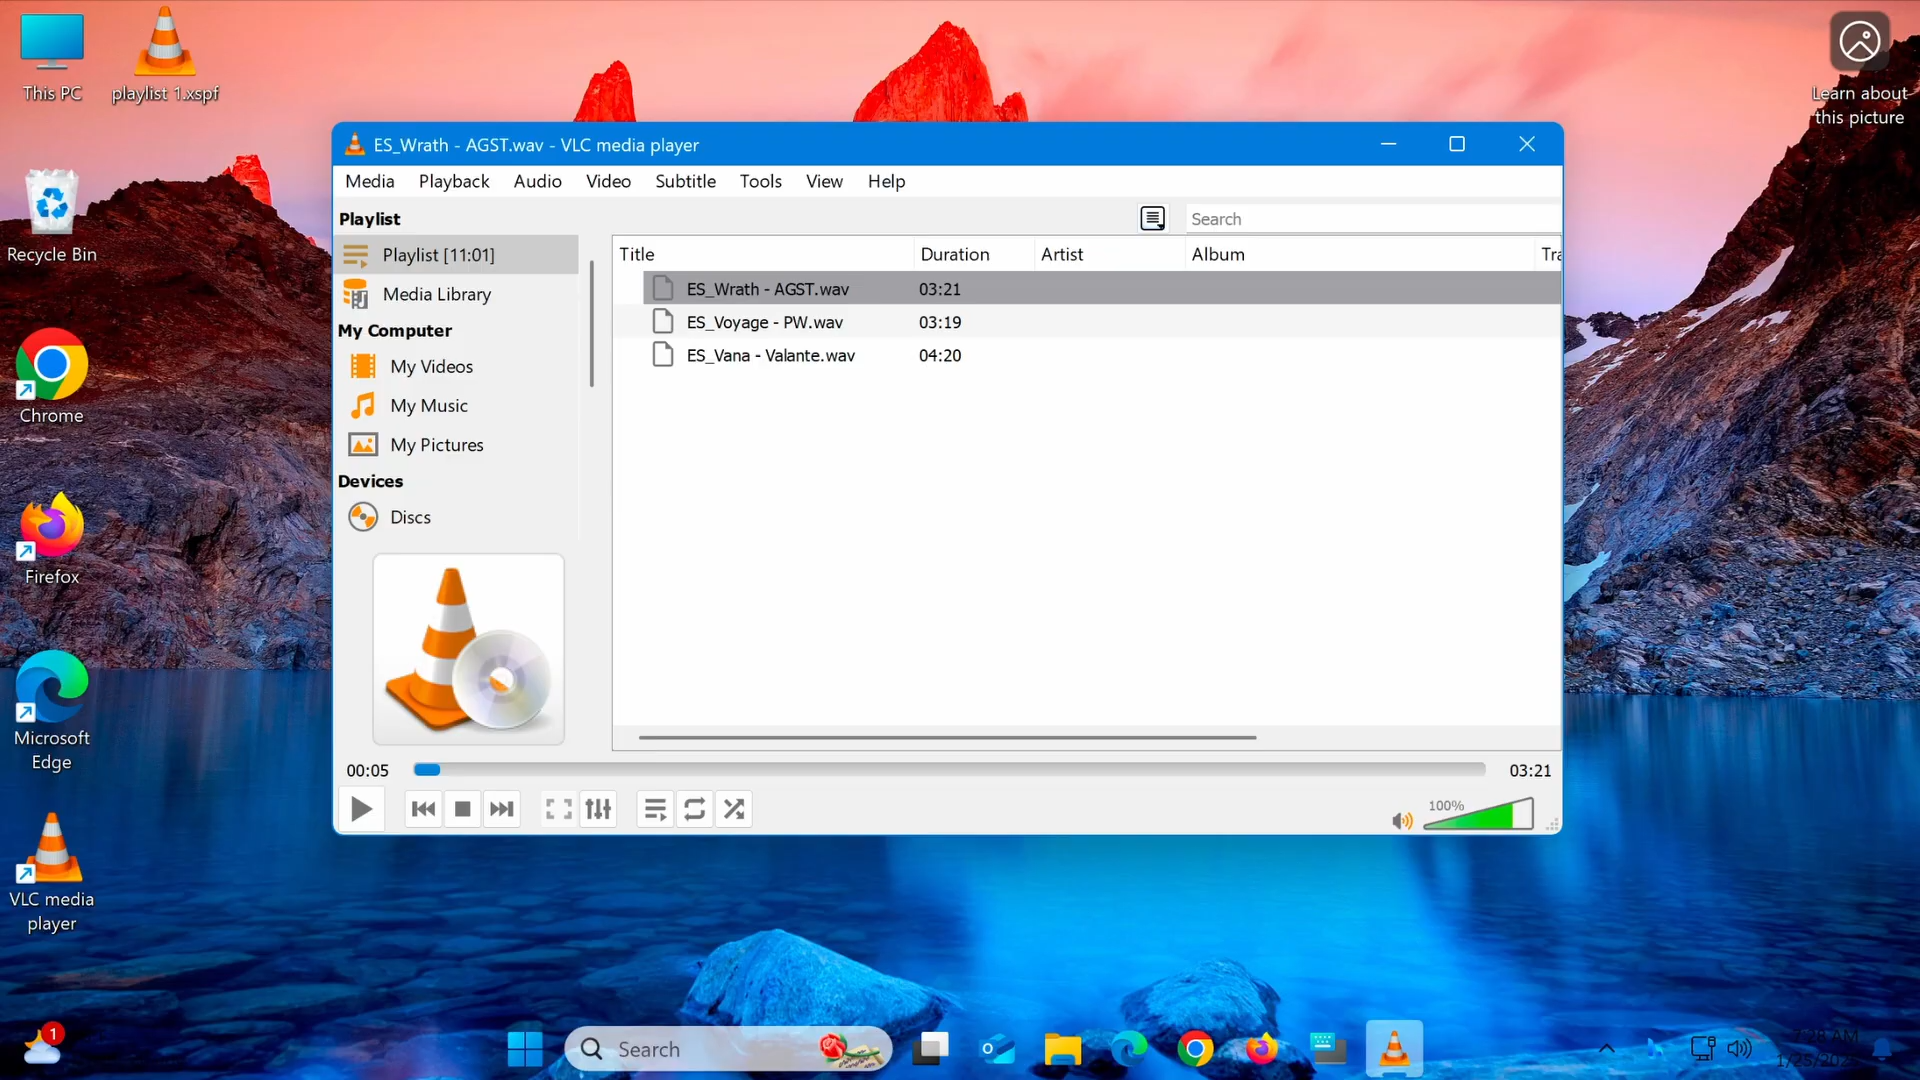 This PC
playlist 1.xspf
Learn about
this picture
Recycle Bin
Chrome
Firefox
Microsoft
Edge
VLC media
player
ES_Wrath - AGST.wav - VLC media player
Media Playback Audio Video Subtitle Tools View Help
Playlist
Search
Playlist [11:01]
Media Library
My Computer
My Videos
My Music
My Pictures
Devices
Discs
Title Duration Artist Album Tra
ES_Wrath - AGST.wav 03:21
ES_Voyage - PW.wav 03:19
ES_Vana - Valante.wav 04:20
00:05
03:21
100%
1
Search